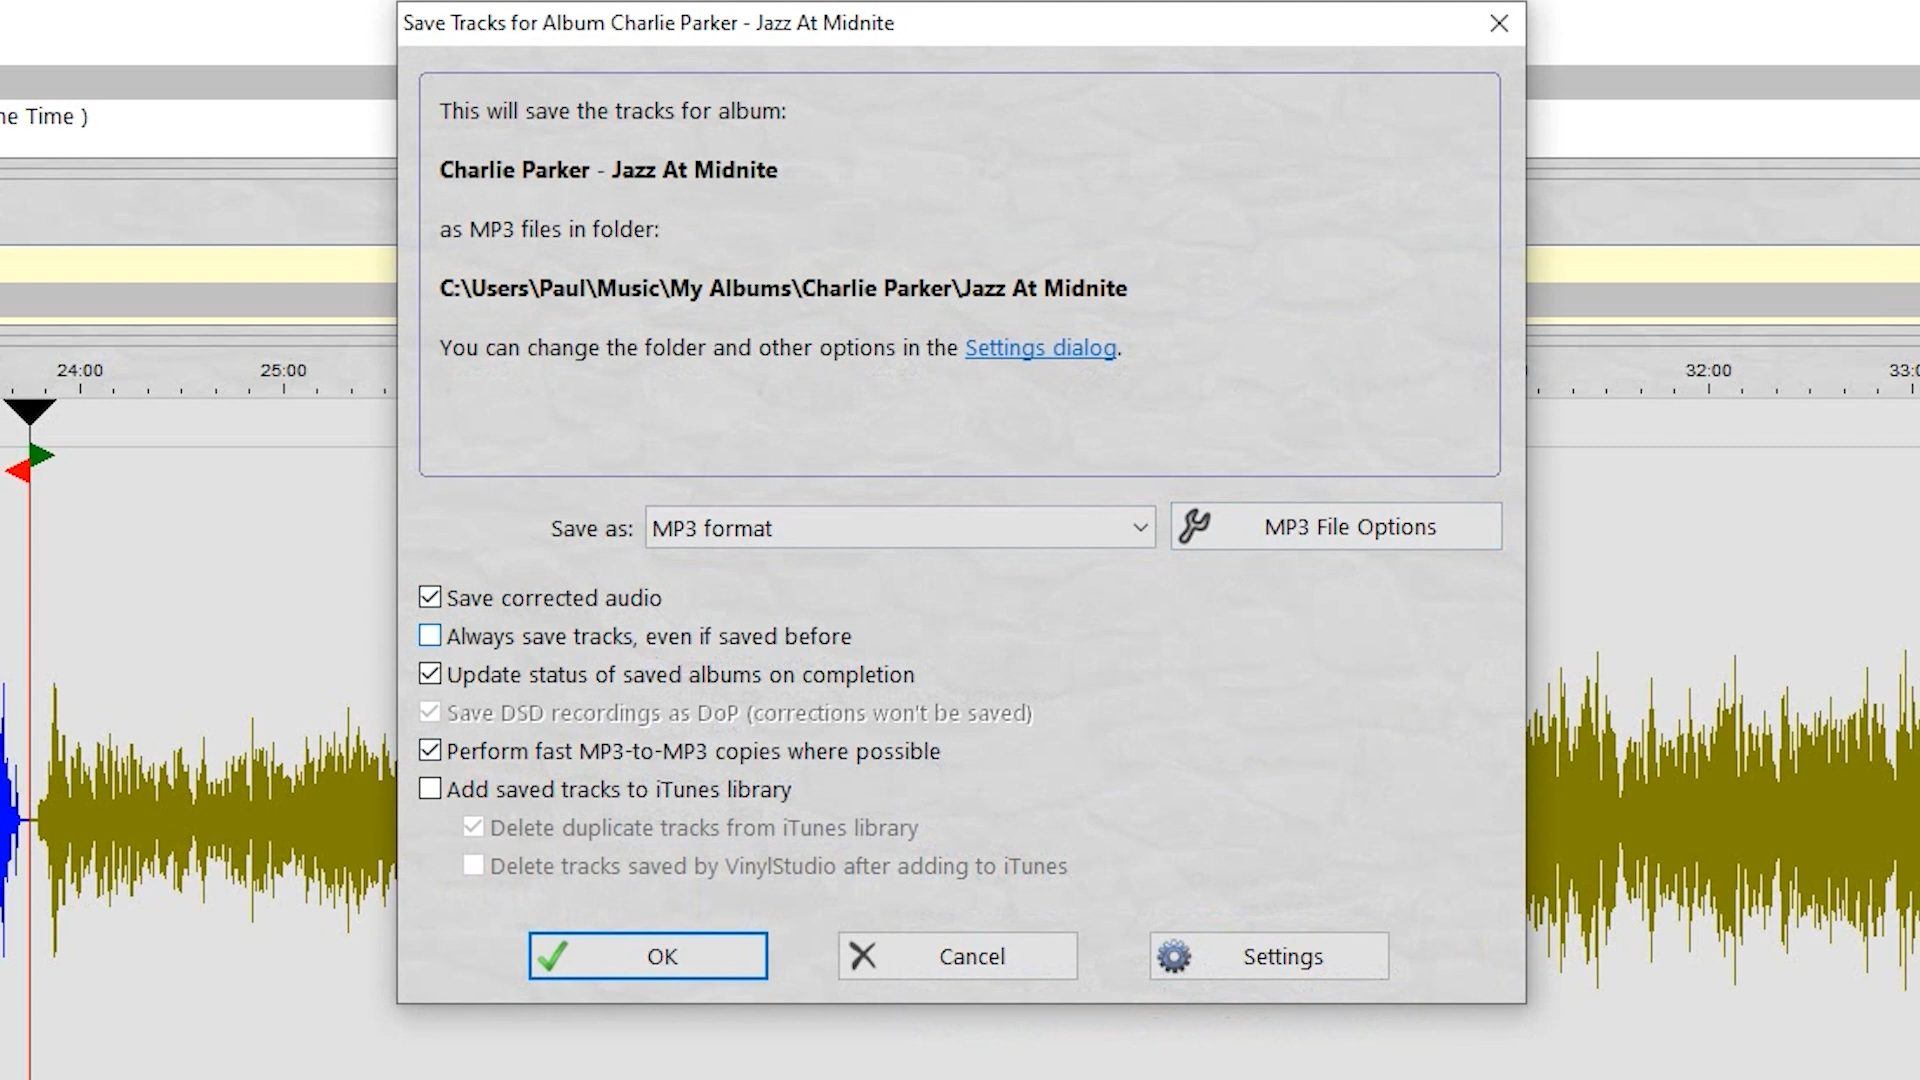 Save Tracks for Album Charlie Parker - Jazz At Midnite
This will save the tracks for album:
ne Time )
Charlie Parker - Jazz At Midnite
as MP3 files in folder:
C:\Users\Paul\Music\My Albums\Charlie Parker\Jazz At Midnite
You can change the folder and other options in the Settings dialog.
24:00 25:00 32:00 33:0
Save as: MP3 format MP3 File Options
Save corrected audio
Always save tracks, even if saved before
Update status of saved albums on completion
Save DSD recordings as DoP (corrections won't be saved)
Perform fast MP3-to-MP3 copies where possible
Add saved tracks to iTunes library
Delete duplicate tracks from iTunes library
Delete tracks saved by VinylStudio after adding to iTunes
OK Cancel Settings